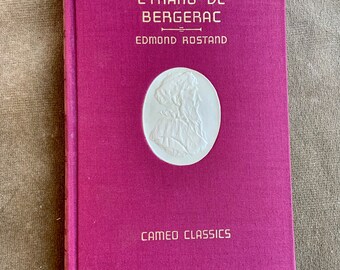 CYRANO DE
BERGERAC
EDMOND ROSTAND
CAMEO CLASSICS